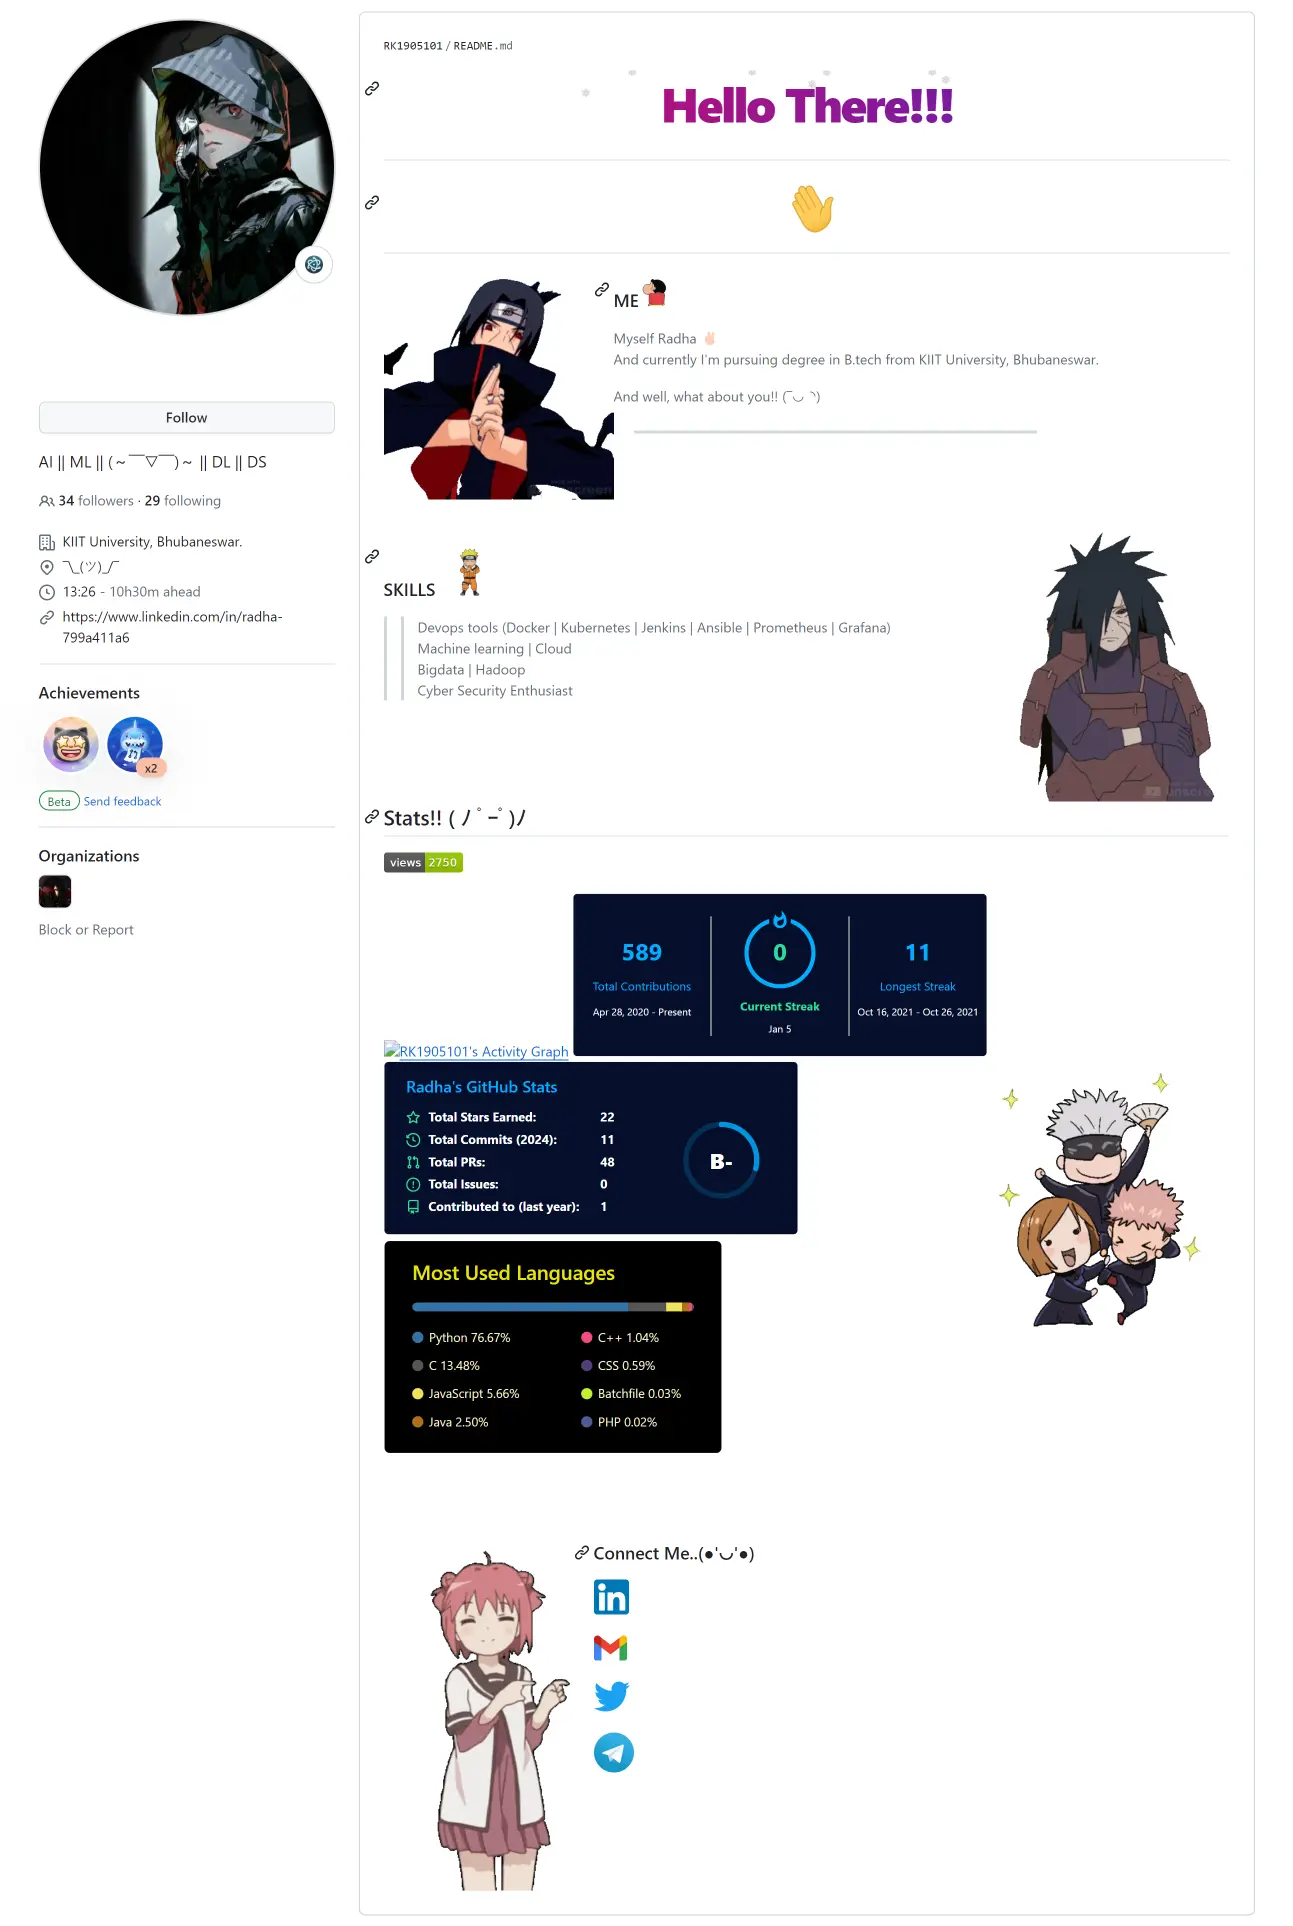 Follow
AI || ML || (～￣▽￣)～ || DL || DS
34 followers · 29 following
KIIT University, Bhubaneswar.
¯\_(ツ)_/¯
13:26 - 10h30m ahead
https://www.linkedin.com/in/radha-
799a411a6
Achievements
x2
Beta Send feedback
Organizations
Block or Report
RK1905101 / README.md
Hello There!!!
ME
Myself Radha ✌🏻
And currently I'm pursuing degree in B.tech from KIIT University, Bhubaneswar.
And well, what about you!! (‾◡◝)
SKILLS
Devops tools (Docker | Kubernetes | Jenkins | Ansible | Prometheus | Grafana)
Machine learning | Cloud
Bigdata | Hadoop
Cyber Security Enthusiast
Stats!! ( ﾉ ﾟｰﾟ)ﾉ
views 2750
589
Total Contributions
Apr 28, 2020 - Present
0
Current Streak
Jan 5
11
Longest Streak
Oct 16, 2021 - Oct 26, 2021
RK1905101's Activity Graph
Radha's GitHub Stats
Total Stars Earned: 22
Total Commits (2024): 11
Total PRs: 48
Total Issues: 0
Contributed to (last year): 1
B-
Most Used Languages
Python 76.67%
C 13.48%
JavaScript 5.66%
Java 2.50%
C++ 1.04%
CSS 0.59%
Batchfile 0.03%
PHP 0.02%
Connect Me..(●'◡'●)
in